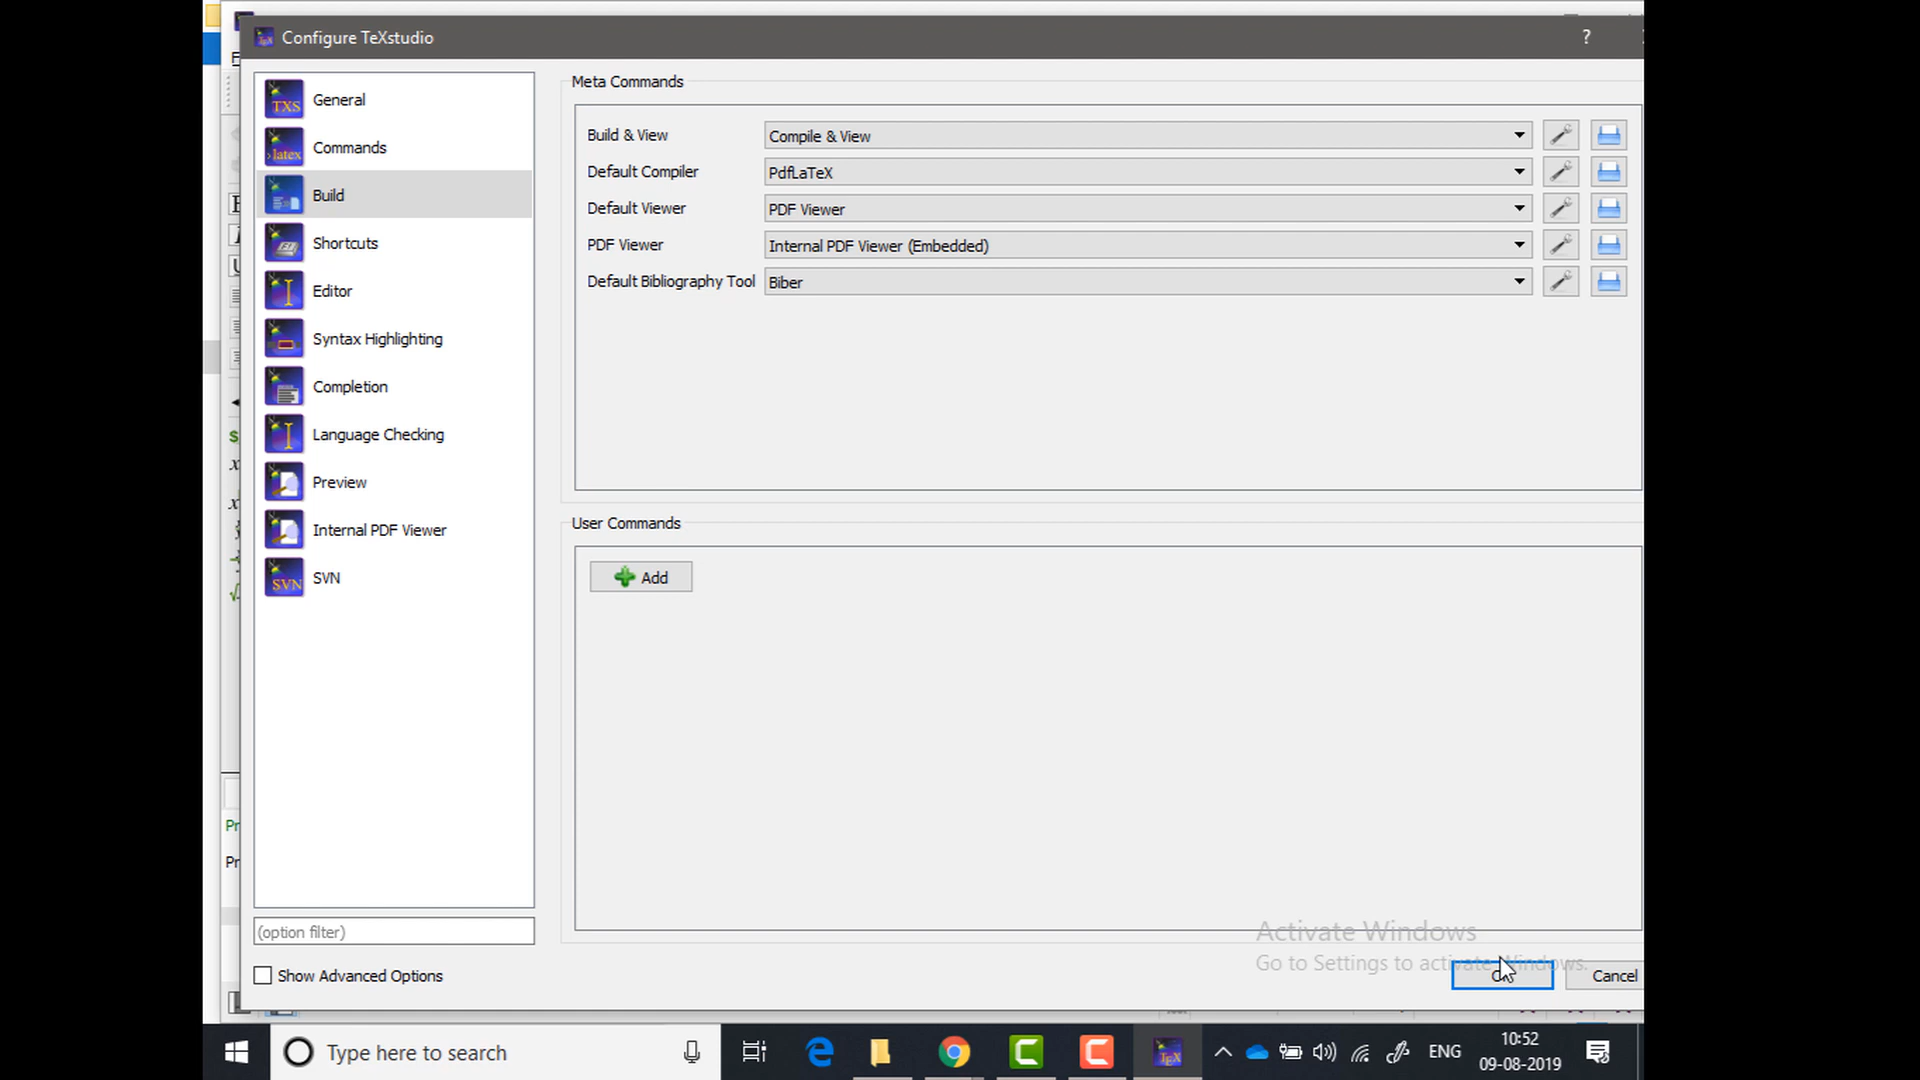 Configure TeXstudio
?
General
Commands
Build
Shortcuts
Editor
Syntax Highlighting
Completion
Language Checking
Preview
Internal PDF Viewer
SVN
(option filter)
Show Advanced Options
Meta Commands
Build & View
Compile & View
Default Compiler
PdfLaTeX
Default Viewer
PDF Viewer
PDF Viewer
Internal PDF Viewer (Embedded)
Default Bibliography Tool
Biber
User Commands
Add
Activate Windows
Go to Settings to activate Windows.
Cancel
Type here to search
ENG
10:52
09-08-2019